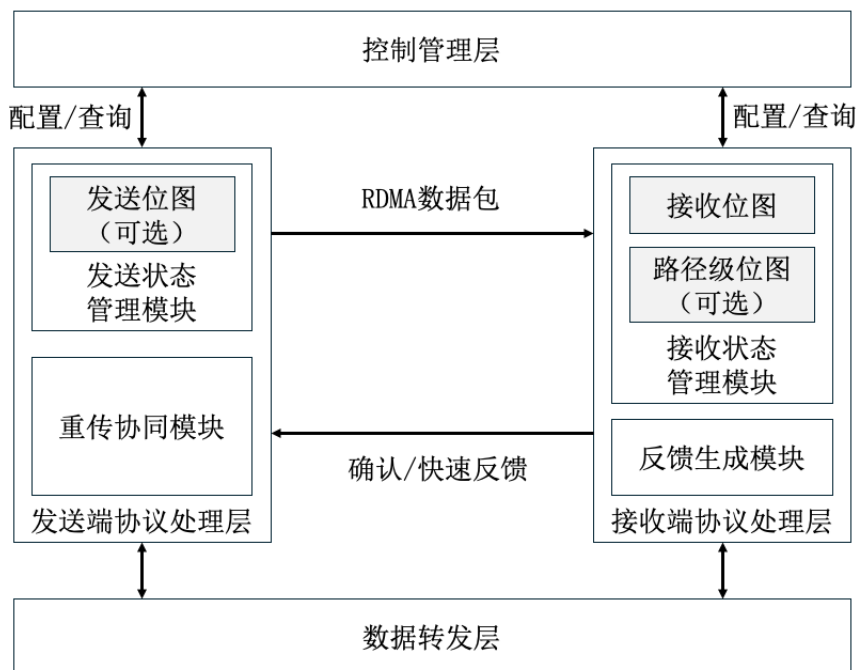 控制管理层
配置/查询
配置/查询
发送位图
（可选）
发送状态
管理模块
重传协同模块
发送端协议处理层
RDMA数据包
确认/快速反馈
接收位图
路径级位图
（可选）
接收状态
管理模块
反馈生成模块
接收端协议处理层
数据转发层